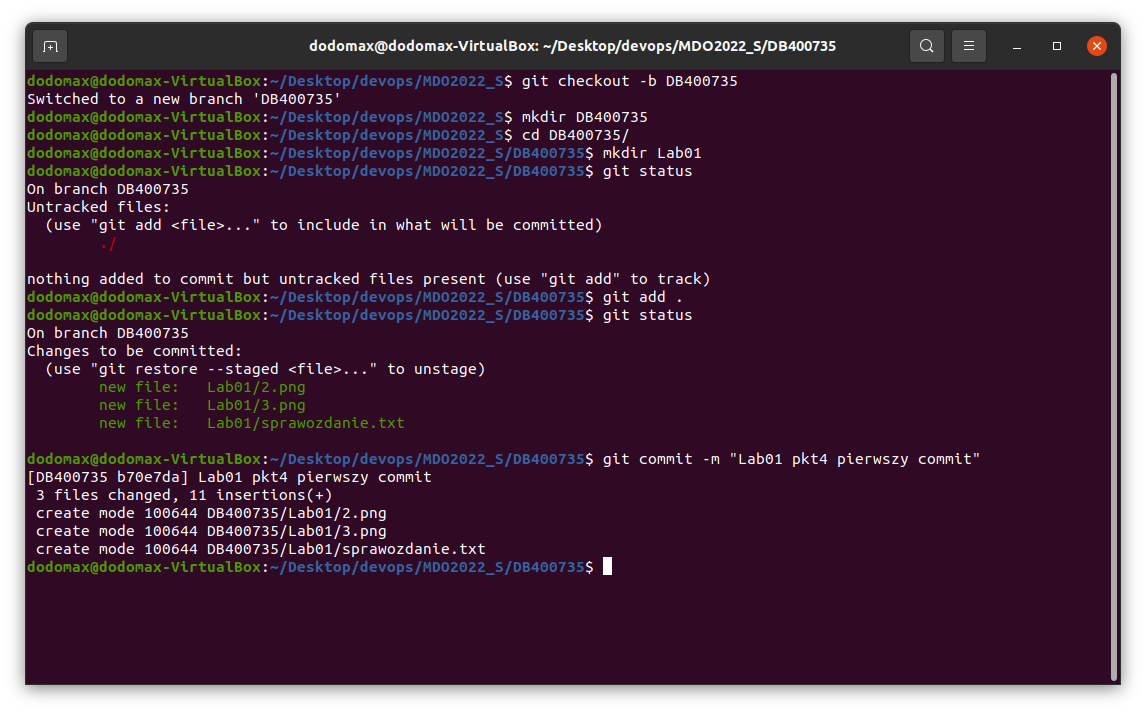 dodomax@dodomax-VirtualBox: ~/Desktop/devops/MDO2022_S/DB400735
dodomax@dodomax-VirtualBox:~/Desktop/devops/MDO2022_S$ git checkout -b DB400735
Switched to a new branch 'DB400735'
dodomax@dodomax-VirtualBox:~/Desktop/devops/MDO2022_S$ mkdir DB400735
dodomax@dodomax-VirtualBox:~/Desktop/devops/MDO2022_S$ cd DB400735/
dodomax@dodomax-VirtualBox:~/Desktop/devops/MDO2022_S/DB400735$ mkdir Lab01
dodomax@dodomax-VirtualBox:~/Desktop/devops/MDO2022_S/DB400735$ git status
On branch DB400735
Untracked files:
  (use "git add <file>..." to include in what will be committed)
        ./

nothing added to commit but untracked files present (use "git add" to track)
dodomax@dodomax-VirtualBox:~/Desktop/devops/MDO2022_S/DB400735$ git add .
dodomax@dodomax-VirtualBox:~/Desktop/devops/MDO2022_S/DB400735$ git status
On branch DB400735
Changes to be committed:
  (use "git restore --staged <file>..." to unstage)
        new file:   Lab01/2.png
        new file:   Lab01/3.png
        new file:   Lab01/sprawozdanie.txt

dodomax@dodomax-VirtualBox:~/Desktop/devops/MDO2022_S/DB400735$ git commit -m "Lab01 pkt4 pierwszy commit"
[DB400735 b70e7da] Lab01 pkt4 pierwszy commit
 3 files changed, 11 insertions(+)
 create mode 100644 DB400735/Lab01/2.png
 create mode 100644 DB400735/Lab01/3.png
 create mode 100644 DB400735/Lab01/sprawozdanie.txt
dodomax@dodomax-VirtualBox:~/Desktop/devops/MDO2022_S/DB400735$